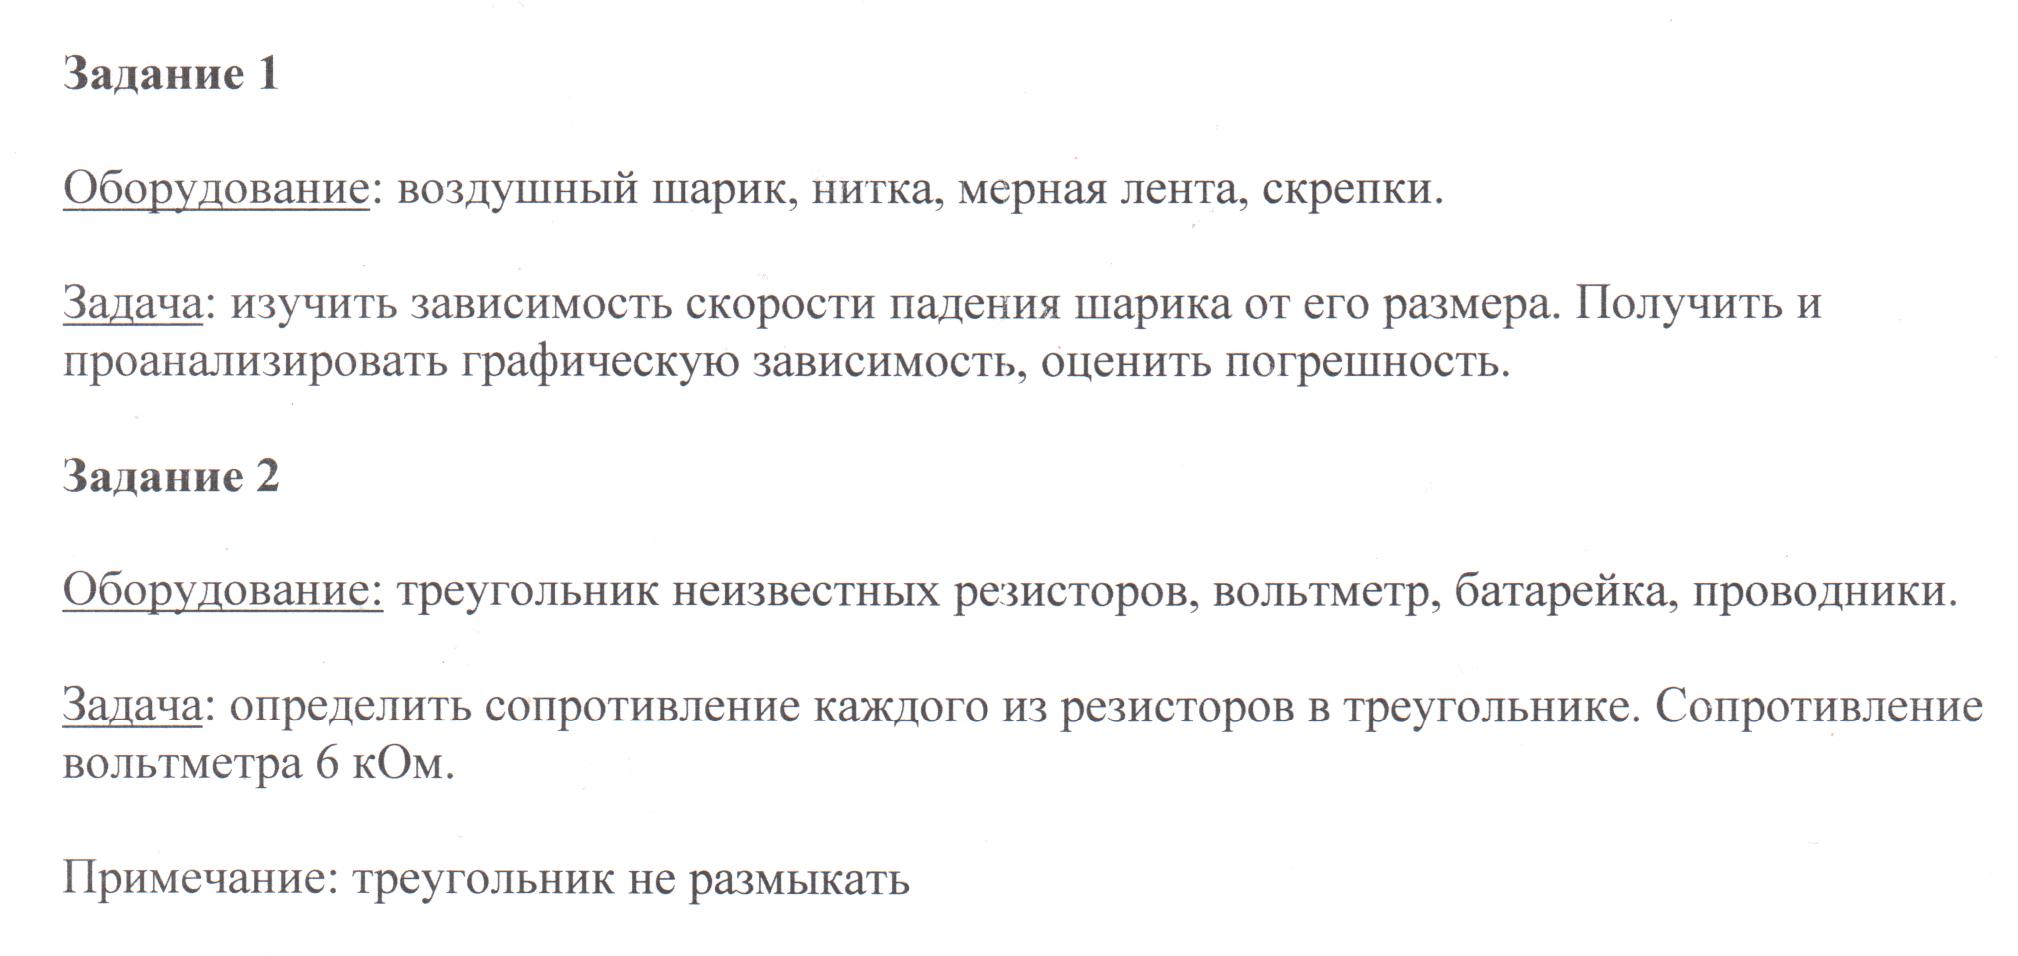 Задание 1
Оборудование: воздушный шарик, нитка, мерная лента, скрепки.
Задача: изучить зависимость скорости падения шарика от его размера. Получить и
проанализировать графическую зависимость, оценить погрешность.
Задание 2
Оборудование: треугольник неизвестных резисторов, вольтметр, батарейка, проводники.
Задача: определить сопротивление каждого из резисторов в треугольнике. Сопротивление
вольтметра 6 кОм.
Примечание: треугольник не размыкать